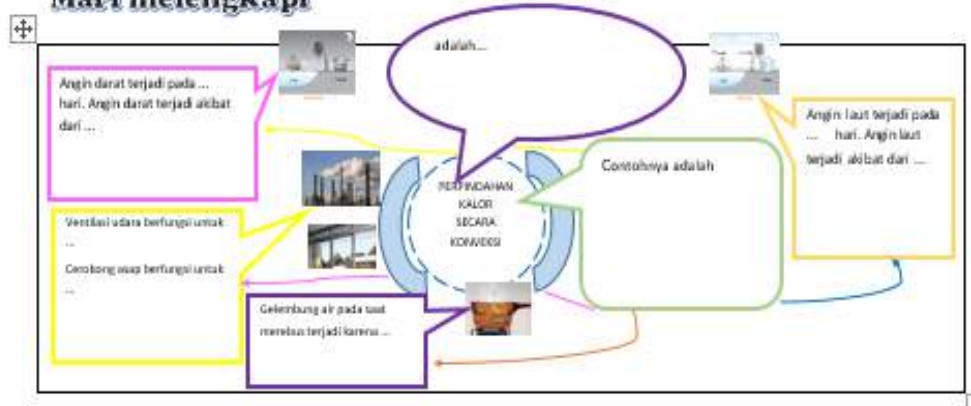 Mari melengkapi
adalah...
Angin darat terjadi pada ...
hari. Angin darat terjadi akibat
dari ...
Angin laut terjadi pada
... hari. Angin laut
terjadi akibat dari ...
Contohnya adalah
PERPINDAHAN
KALOR
SECARA
KONVEKSI
Ventilasi udara berfungsi untuk
...
Cerobong asap berfungsi untuk
...
Gelembung air pada saat
merebus terjadi karena ...